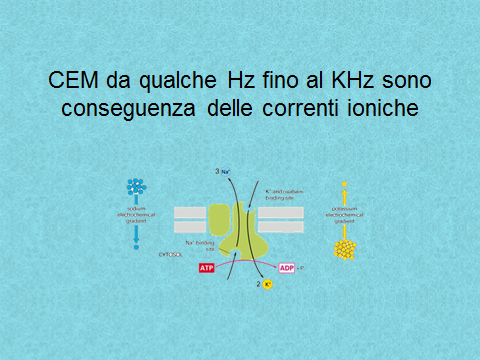 CEM da qualche Hz fino al KHz sono
conseguenza delle correnti ioniche
3 Na⁺
K⁺ and ouabain
binding site
sodium
electrochemical
gradient
potassium
electrochemical
gradient
Na⁺ binding
site
CYTOSOL
ATP
ADP + Pᵢ
2 K⁺